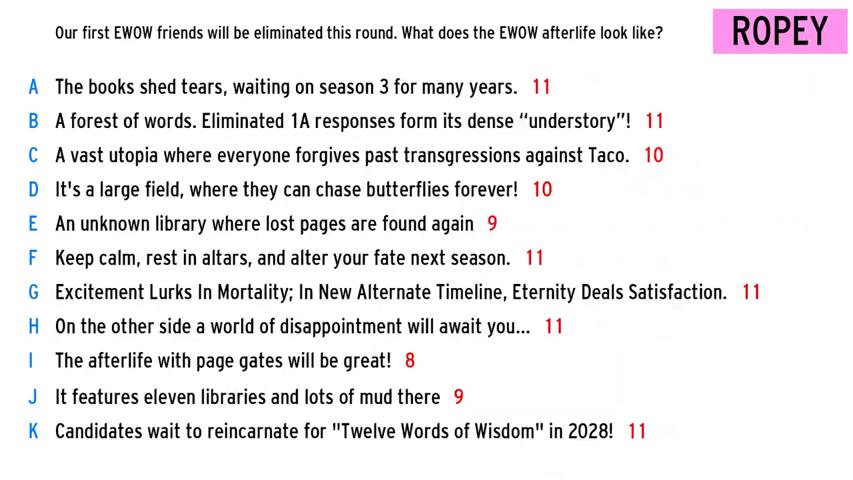 Our first EWOW friends will be eliminated this round. What does the EWOW afterlife look like?
ROPEY
A The books shed tears, waiting on season 3 for many years. 11
B A forest of words. Eliminated 1A responses form its dense “understory”! 11
C A vast utopia where everyone forgives past transgressions against Taco. 10
D It's a large field, where they can chase butterflies forever! 10
E An unknown library where lost pages are found again 9
F Keep calm, rest in altars, and alter your fate next season. 11
G Excitement Lurks In Mortality; In New Alternate Timeline, Eternity Deals Satisfaction. 11
H On the other side a world of disappointment will await you... 11
I The afterlife with page gates will be great! 8
J It features eleven libraries and lots of mud there 9
K Candidates wait to reincarnate for "Twelve Words of Wisdom" in 2028! 11